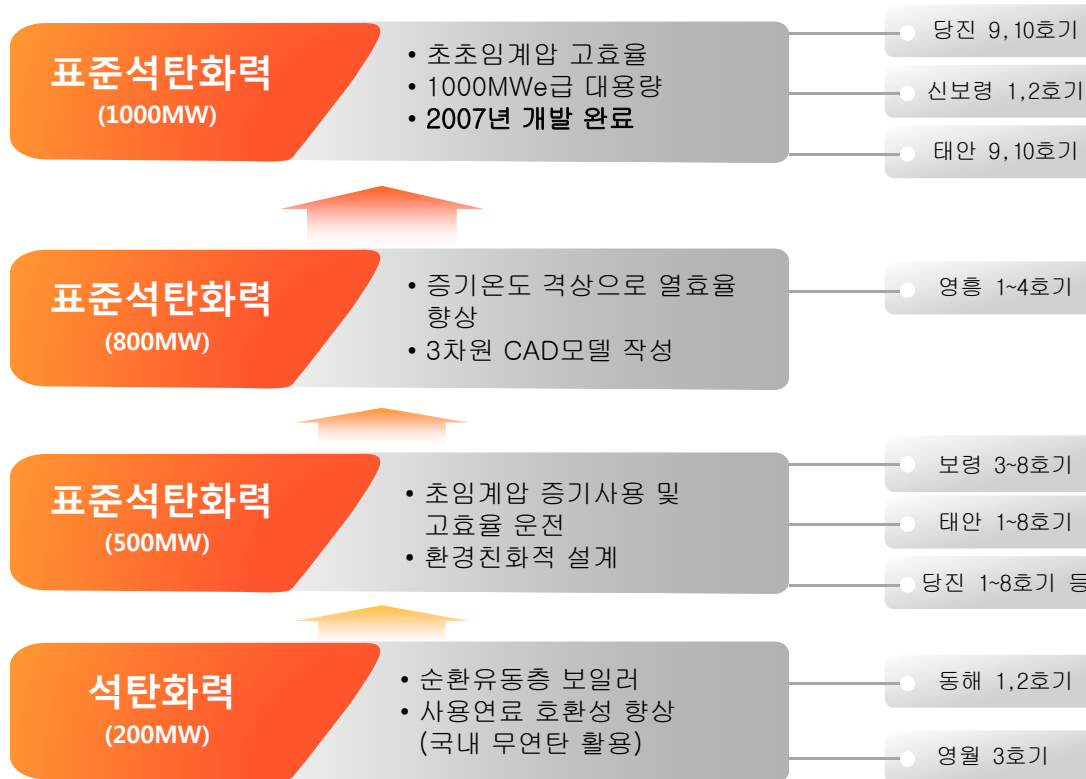 표준석탄화력
(1000MW)
• 초초임계압 고효율
• 1000MWe급 대용량
• 2007년 개발 완료
당진 9,10호기
신보령 1,2호기
태안 9,10호기
표준석탄화력
(800MW)
• 증기온도 격상으로 열효율
향상
• 3차원 CAD모델 작성
영흥 1~4호기
표준석탄화력
(500MW)
• 초임계압 증기사용 및
고효율 운전
• 환경친화적 설계
보령 3~8호기
태안 1~8호기
당진 1~8호기 등
석탄화력
(200MW)
• 순환유동층 보일러
• 사용연료 호환성 향상
(국내 무연탄 활용)
동해 1,2호기
영월 3호기